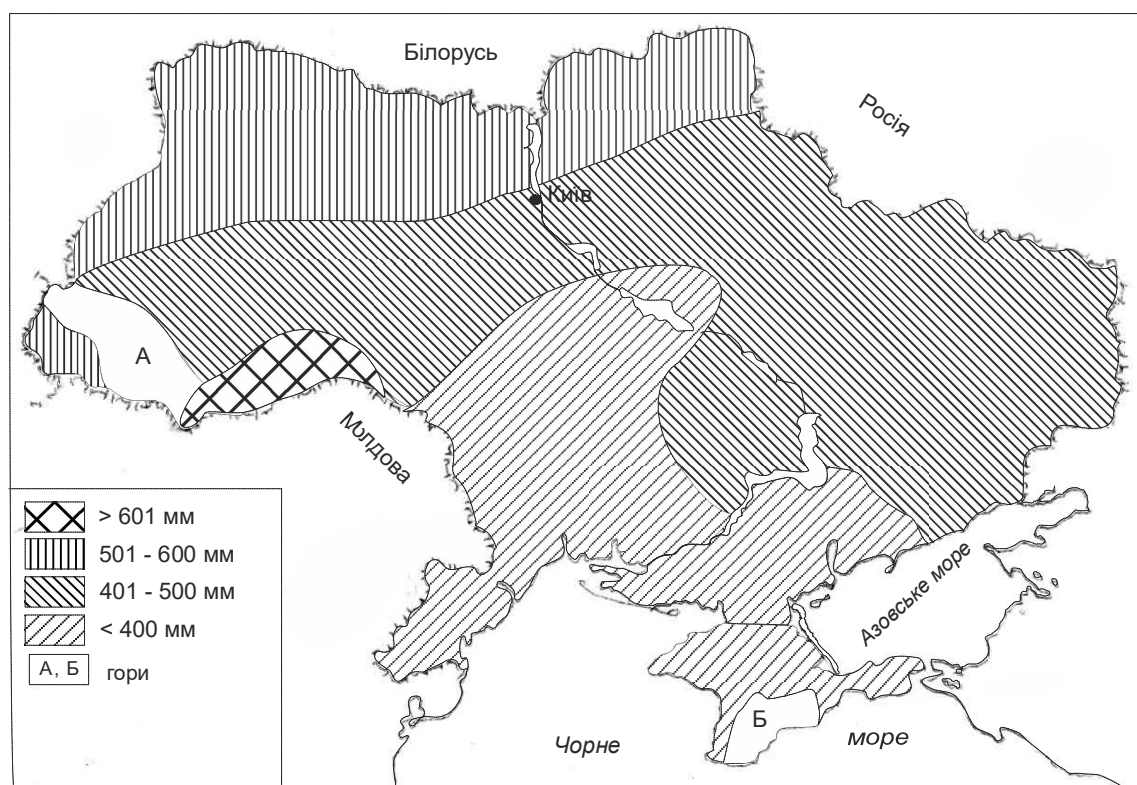 Білорусь
Росія
Київ
А
Молдова
> 601 мм
501 - 600 мм
401 - 500 мм
< 400 мм
А, Б гори
Азовське море
Б
Чорне море